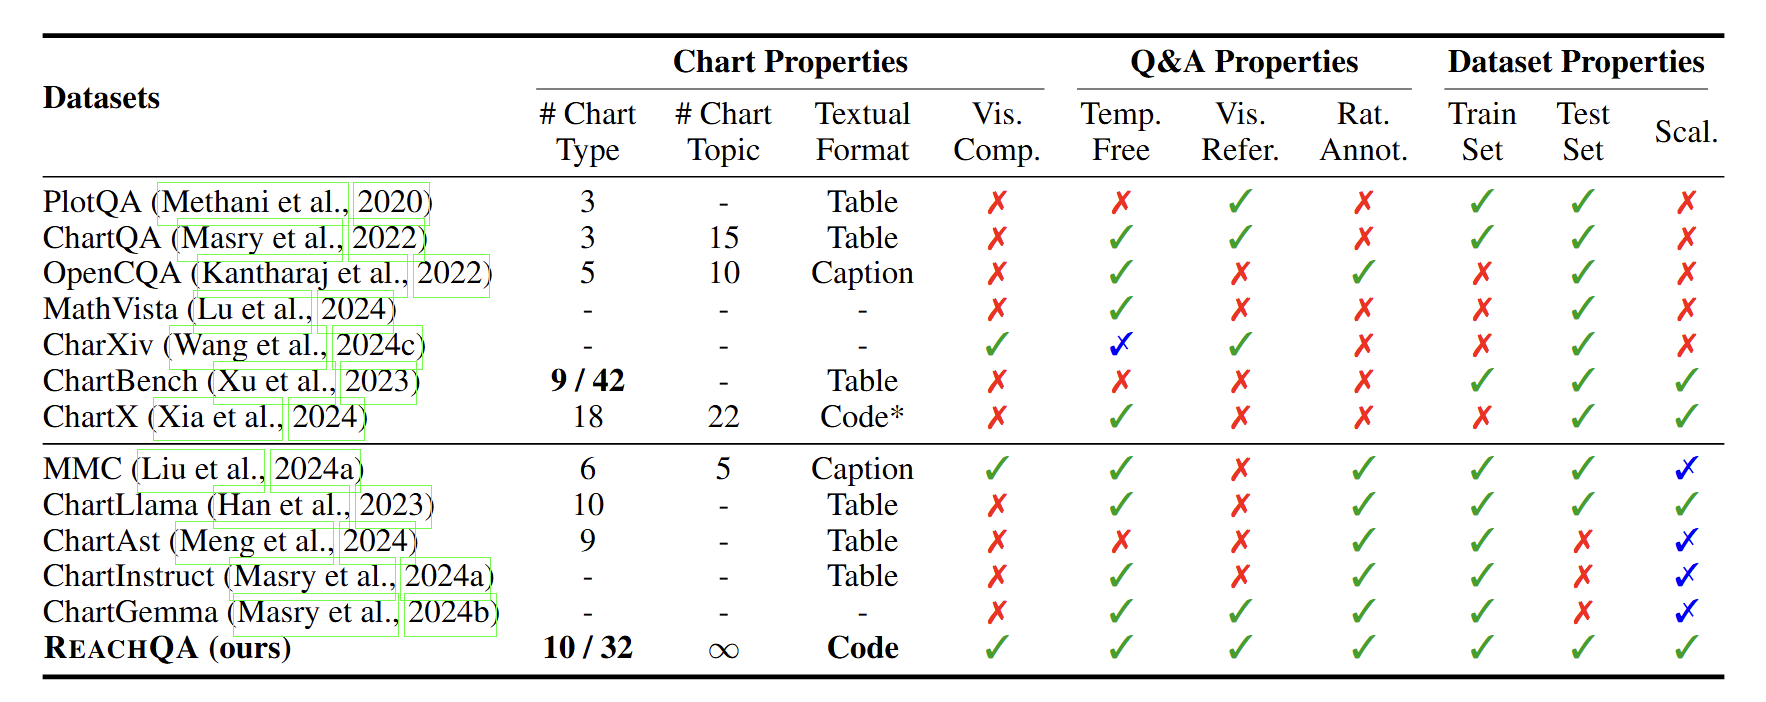 Chart Properties Q&A Properties Dataset Properties
Datasets
# Chart Type # Chart Topic Textual Format Vis. Comp. Temp. Free Vis. Refer. Rat. Annot. Train Set Test Set Scal.
PlotQA (Methani et al., 2020) 3 - Table ✗ ✗ ✓ ✗ ✓ ✓ ✗
ChartQA (Masry et al., 2022) 3 15 Table ✗ ✓ ✓ ✗ ✓ ✓ ✗
OpenCQA (Kantharaj et al., 2022) 5 10 Caption ✗ ✓ ✗ ✓ ✗ ✓ ✗
MathVista (Lu et al., 2024) - - - ✗ ✓ ✗ ✗ ✗ ✓ ✗
CharXiv (Wang et al., 2024c) - - - ✓ ✓✗ ✓ ✗ ✗ ✓ ✗
ChartBench (Xu et al., 2023) 9 / 42 - Table ✗ ✗ ✗ ✗ ✓ ✓ ✓
ChartX (Xia et al., 2024) 18 22 Code* ✗ ✓ ✗ ✗ ✗ ✓ ✓
MMC (Liu et al., 2024a) 6 5 Caption ✓ ✓ ✗ ✓ ✓ ✓ ✓✗
ChartLlama (Han et al., 2023) 10 - Table ✗ ✓ ✗ ✓ ✓ ✓ ✓
ChartAst (Meng et al., 2024) 9 - Table ✗ ✗ ✗ ✓ ✓ ✗ ✓✗
ChartInstruct (Masry et al., 2024a) - - Table ✗ ✓ ✗ ✓ ✓ ✗ ✓✗
ChartGemma (Masry et al., 2024b) - - - ✗ ✓ ✓ ✓ ✓ ✗ ✓✗
REACHQA (ours) 10 / 32 ∞ Code ✓ ✓ ✓ ✓ ✓ ✓ ✓